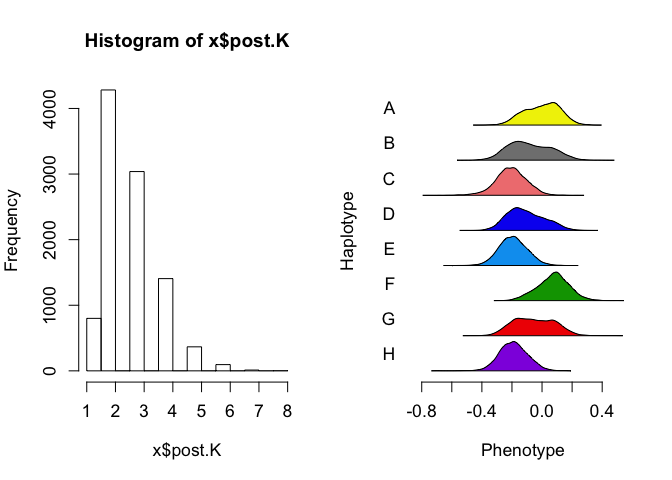 Histogram of x$post.K
Frequency
0
1000
2000
3000
4000
1 2 3 4 5 6 7 8
x$post.K
Haplotype
A
B
C
D
E
F
G
H
-0.8 -0.4 0.0 0.4
Phenotype